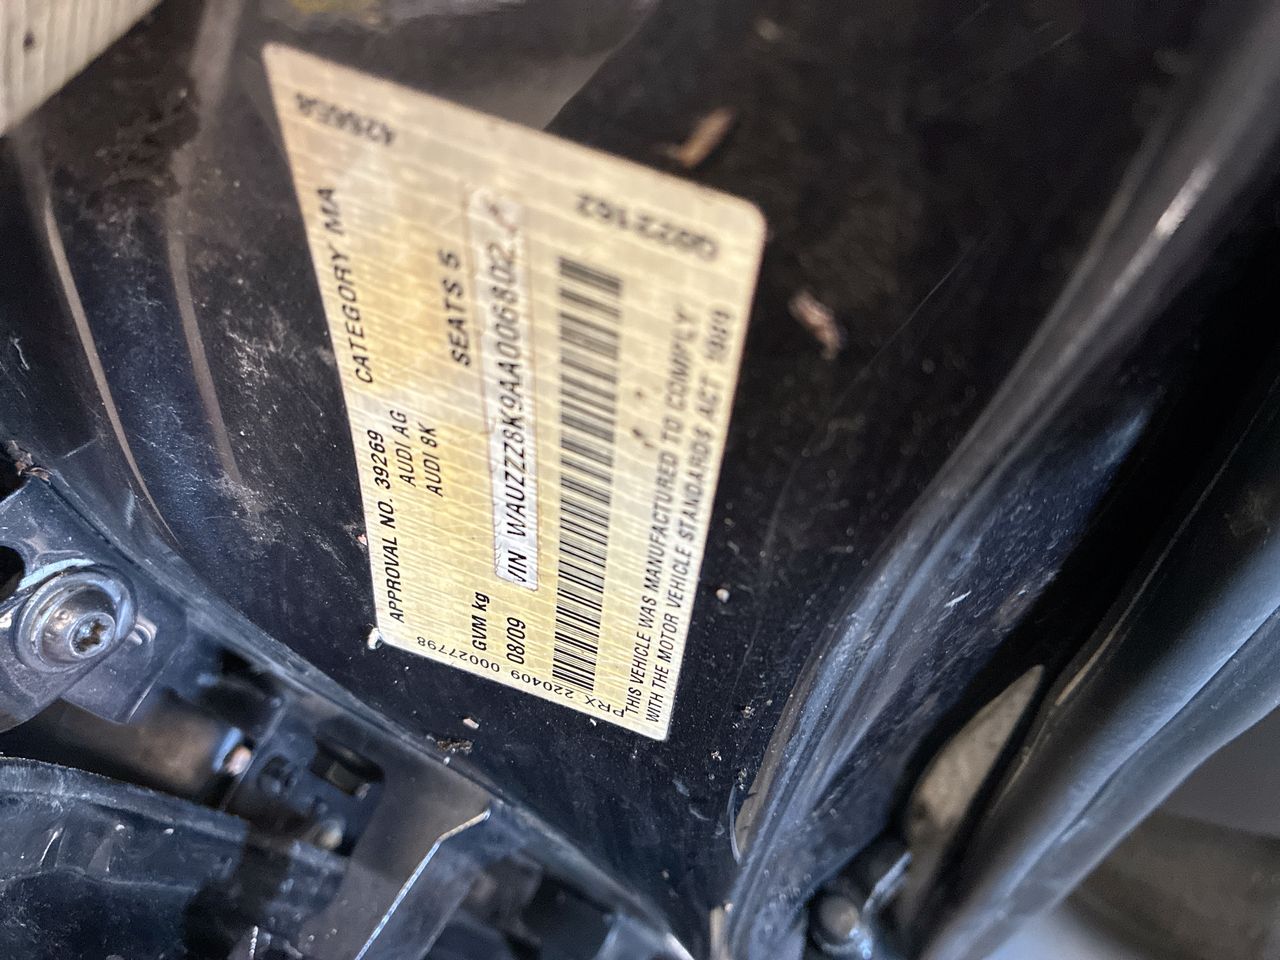 APPROVAL NO. 39269 CATEGORY MA
AUDI AG
AUDI 8K
GVM kg SEATS 5
08/09
VIN WAUZZZ8K9AA006802
THIS VEHICLE WAS MANUFACTURED TO COMPLY
WITH THE MOTOR VEHICLE STANDARDS ACT 1989
PRX 220409 00027798